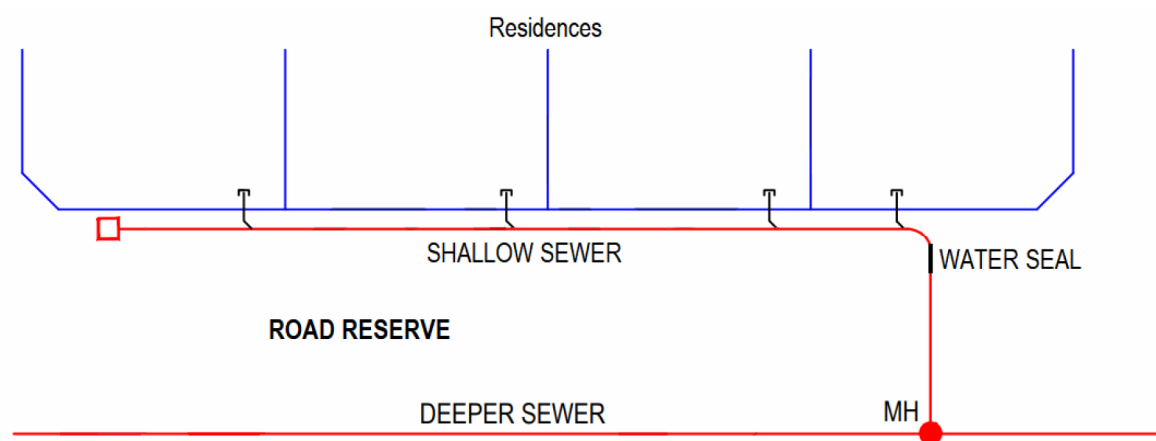 Residences
SHALLOW SEWER
WATER SEAL
ROAD RESERVE
DEEPER SEWER
MH